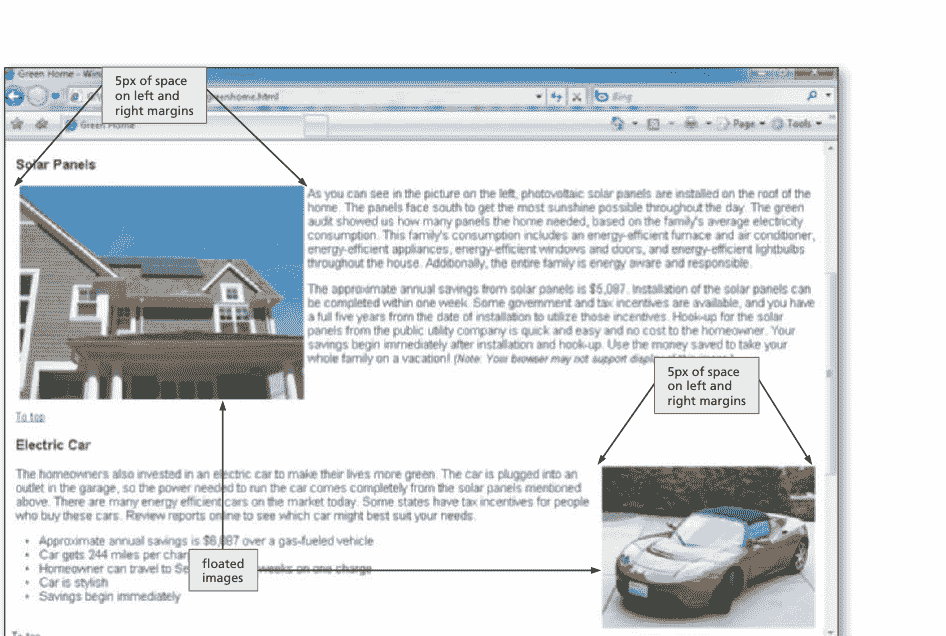 Green Home - Win
5px of space
on left and
right margins
greenhome.html
Bing
Green Home
Page
Tools
Solar Panels
As you can see in the picture on the left, photovoltaic solar panels are installed on the roof of the
home. The panels face south to get the most sunshine possible throughout the day. The green
audit showed us how many panels the home needed, based on the family's average electricity
consumption. This family's consumption includes an energy-efficient furnace and air conditioner,
energy-efficient appliances, energy-efficient windows and doors, and energy-efficient lightbulbs
throughout the house. Additionally, the entire family is energy aware and responsible.
The approximate annual savings from solar panels is $5,087. Installation of the solar panels can
be completed within one week. Some government and tax incentives are available, and you have
a full five years from the date of installation to utilize those incentives. Hook-up for the solar
panels from the public utility company is quick and easy and no cost to the homeowner. Your
savings begin immediately after installation and hook-up. Use the money saved to take your
whole family on a vacation! (Note: Your browser may not support
5px of space
on left and
right margins
To top
Electric Car
The homeowners also invested in an electric car to make their lives more green. The car is plugged into an
outlet in the garage, so the power needed to run the car comes completely from the solar panels mentioned
above. There are many energy efficient cars on the market today. Some states have tax incentives for people
who buy these cars. Review reports online to see which car might best suit your needs.
• Approximate annual savings is $6,087 over a gas-fueled vehicle
• Car gets 244 miles per
• Homeowner can travel to weeks on one charge
• Car is stylish
• Savings begin immediately
floated
images
To top